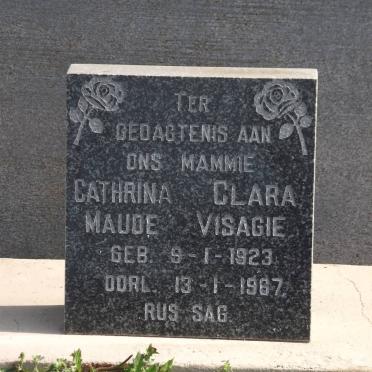 TER
GEDAGTENIS AAN
ONS MAMMIE
CATHRINA CLARA
MAUDE VISAGIE
GEB. 9-1-1923.
OORL. 13-1-1987.
RUS SAG